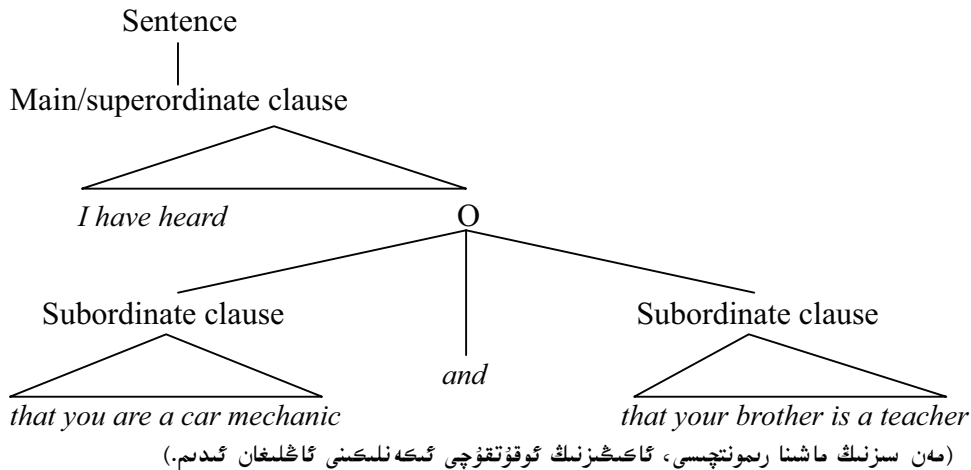 Sentence
Main/superordinate clause
I have heard
O
Subordinate clause Subordinate clause
and
that you are a car mechanic that your brother is a teacher
(مەن سىزنىڭ ماشىنا رىمونتچىسى، ئاكىڭىزنىڭ ئوقۇتقۇچى ئىكەنلىكىنى ئاڭلىغان ئىدىم.)